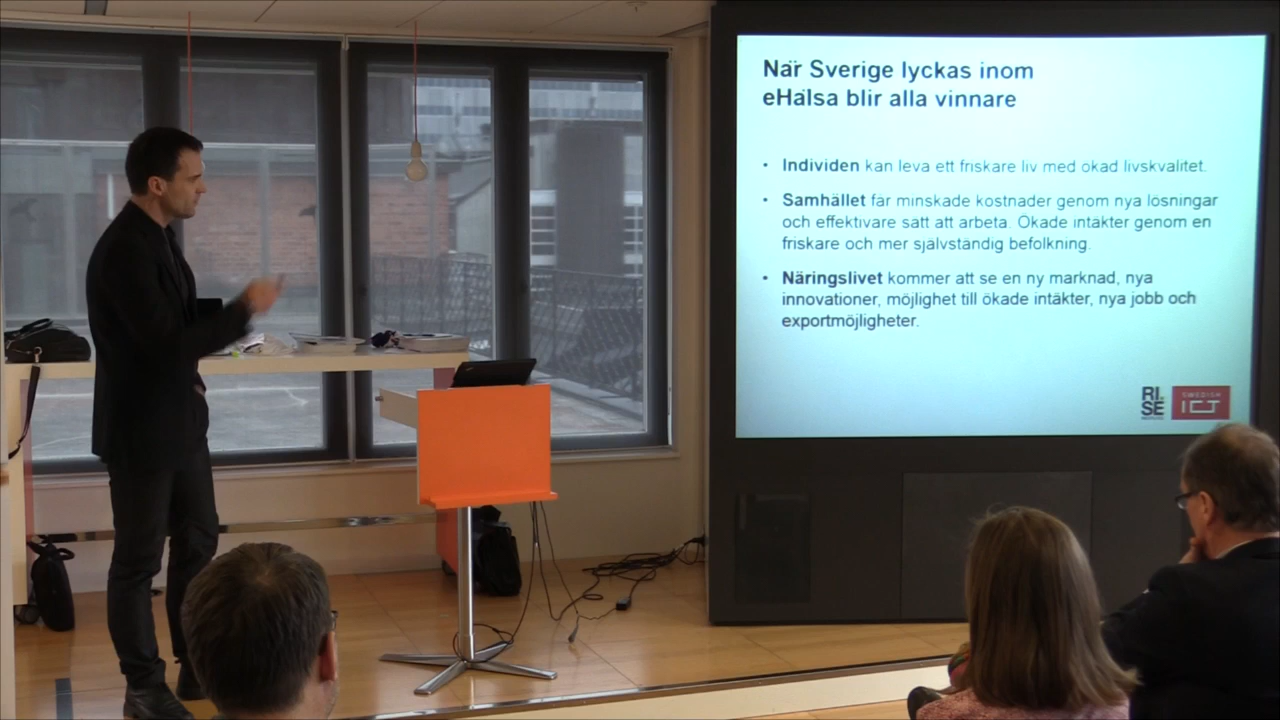 När Sverige lyckas inom
eHälsa blir alla vinnare
• Individen kan leva ett friskare liv med ökad livskvalitet.
• Samhället får minskade kostnader genom nya lösningar
och effektivare sätt att arbeta. Ökade intäkter genom en
friskare och mer självständig befolkning.
• Näringslivet kommer att se en ny marknad, nya
innovationer, möjlighet till ökade intäkter, nya jobb och
exportmöjligheter.
RI.
SE
SWEDISH
ICT